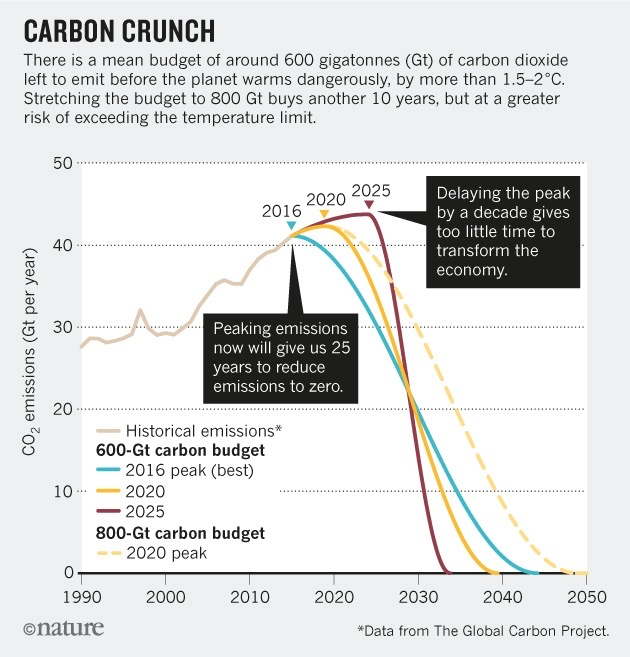 CARBON CRUNCH
There is a mean budget of around 600 gigatonnes (Gt) of carbon dioxide
left to emit before the planet warms dangerously, by more than 1.5–2°C.
Stretching the budget to 800 Gt buys another 10 years, but at a greater
risk of exceeding the temperature limit.
50
40
30
20
10
0
CO2 emissions (Gt per year)
2016
2020
2025
Delaying the peak
by a decade gives
too little time to
transform the
economy.
Peaking emissions
now will give us 25
years to reduce
emissions to zero.
Historical emissions*
600-Gt carbon budget
2016 peak (best)
2020
2025
800-Gt carbon budget
2020 peak
1990
2000
2010
2020
2030
2040
2050
©nature
*Data from The Global Carbon Project.